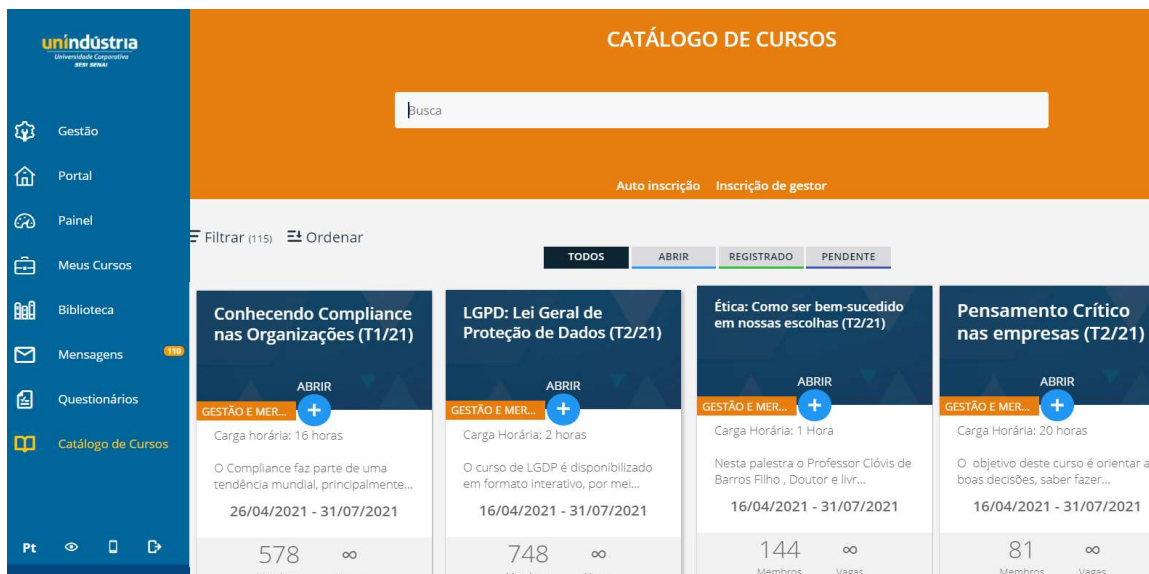 unindústria
Universidade Corporativa
SESI SENAI
Gestão
Portal
Painel
Meus Cursos
Biblioteca
Mensagens 110
Questionários
Catálogo de Cursos
Pt
CATÁLOGO DE CURSOS
Busca
Auto inscrição Inscrição de gestor
Filtrar (115) Ordenar
TODOS ABRIR REGISTRADO PENDENTE
Conhecendo Compliance
nas Organizações (T1/21)
ABRIR
GESTÃO E MER...
Carga horária: 16 horas
O Compliance faz parte de uma
tendência mundial, principalmente...
26/04/2021 - 31/07/2021
578 ∞
LGPD: Lei Geral de
Proteção de Dados (T2/21)
ABRIR
GESTÃO E MER...
Carga Horária: 2 horas
O curso de LGDP é disponibilizado
em formato interativo, por mei...
16/04/2021 - 31/07/2021
748 ∞
Ética: Como ser bem-sucedido
em nossas escolhas (T2/21)
ABRIR
GESTÃO E MER...
Carga Horária: 1 Hora
Nesta palestra o Professor Clóvis de
Barros Filho , Doutor e livr...
16/04/2021 - 31/07/2021
144 ∞
Membros Vagas
Pensamento Crítico
nas empresas (T2/21)
ABRIR
GESTÃO E MER...
Carga Horária: 20 horas
O objetivo deste curso é orientar a
boas decisões, saber fazer...
16/04/2021 - 31/07/2021
81 ∞
Membros Vagas